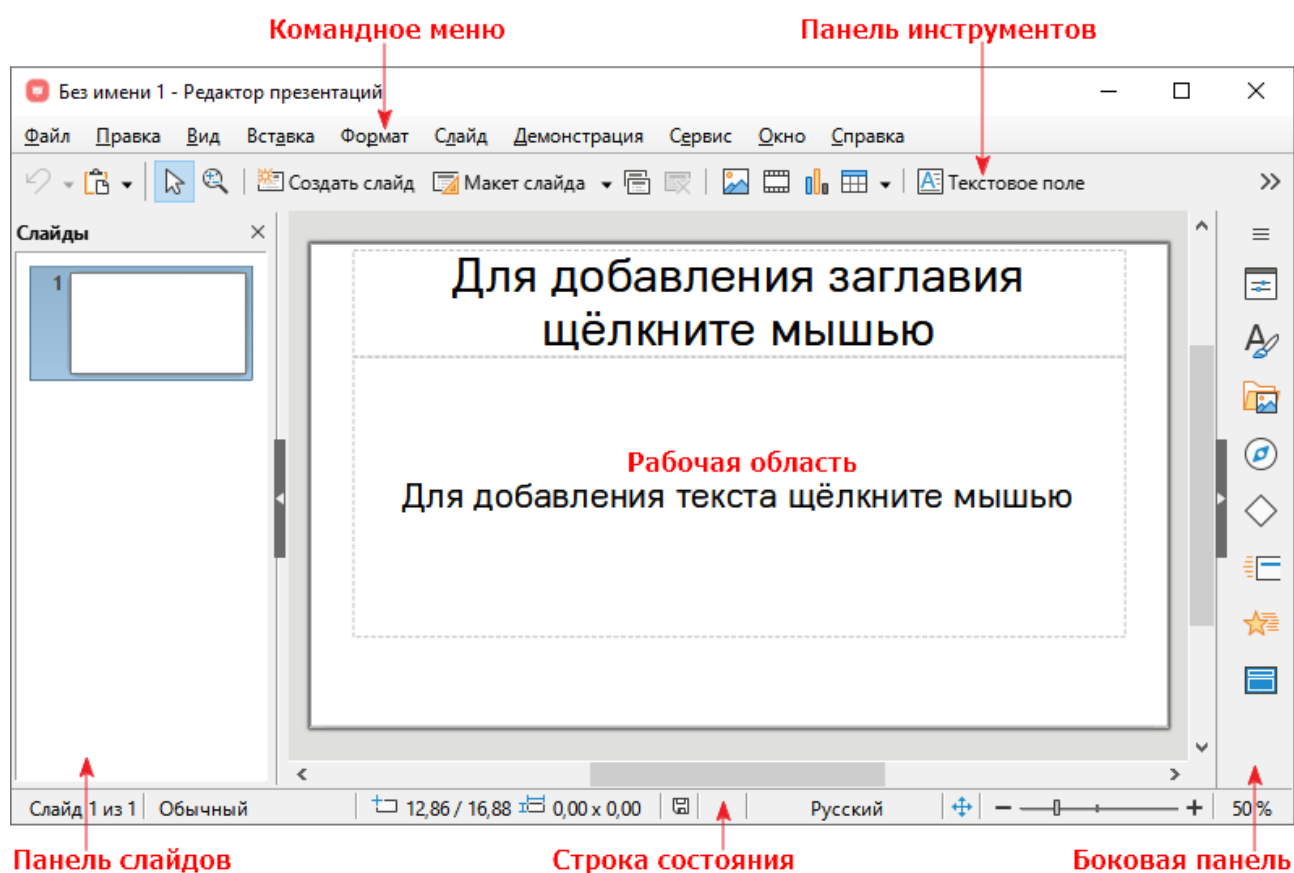 Командное меню
Панель инструментов
Без имени 1 - Редактор презентаций
Файл Правка Вид Вставка Формат Слайд Демонстрация Сервис Окно Справка
Создать слайд Макет слайда Текстовое поле
Слайды
1
Для добавления заглавия
щёлкните мышью
Рабочая область
Для добавления текста щёлкните мышью
Слайд 1 из 1 Обычный 12,86 / 16,88 0,00 x 0,00 Русский 50 %
Панель слайдов
Строка состояния
Боковая панель